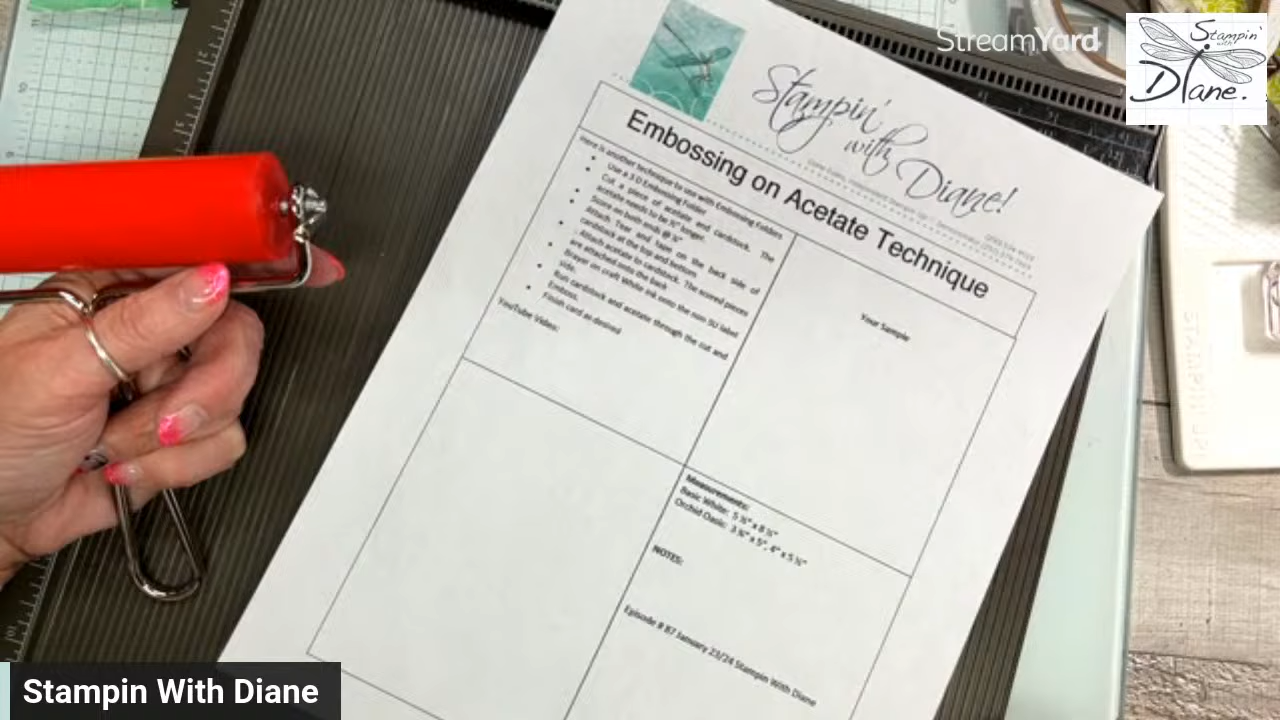 StreamYard
Stampin'
with
Diane.
Stampin'
with
Diane!
Embossing on Acetate Technique
Here is another technique to use with Embossing Folders
Use a 3 D Embossing Folder
Cut a piece of acetate and cardstock. The
acetate needs to be ½" longer.
Score on both ends @ ¼"
Attach. Tear and tape on the back side of
cardstock at the top and bottom
Attach acetate to cardstock. The scored pieces
are attached onto the back
Brayer on craft White ink onto the non SU label
side.
Run cardstock and acetate through the cut and
Emboss.
Finish card as desired
YouTube Video:
Your Sample
Measurements:
Basic White: 5 ½" x 8 ½"
Orchid Oasis: 3 ¾" x 5", 4" x 5 ¼"
NOTES:
Episode # 87 January 23/24 Stampin With Diane
Stampin With Diane